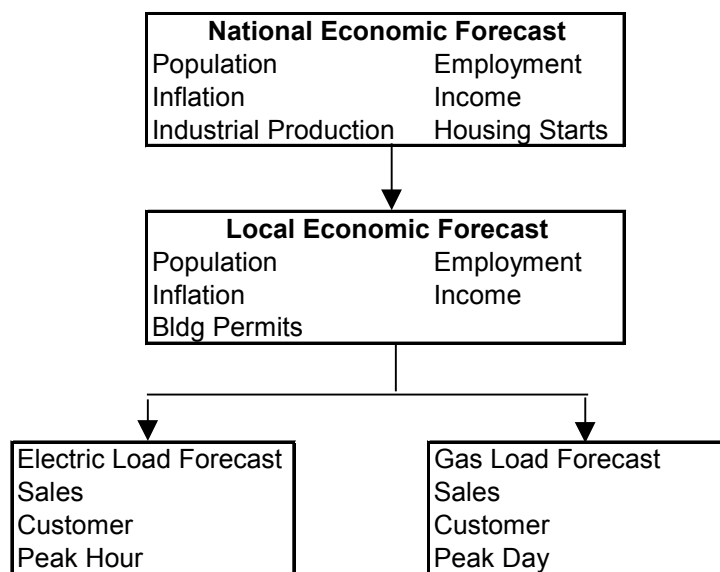 National Economic Forecast
Population Employment
Inflation Income
Industrial Production Housing Starts
Local Economic Forecast
Population Employment
Inflation Income
Bldg Permits
Electric Load Forecast
Sales
Customer
Peak Hour
Gas Load Forecast
Sales
Customer
Peak Day